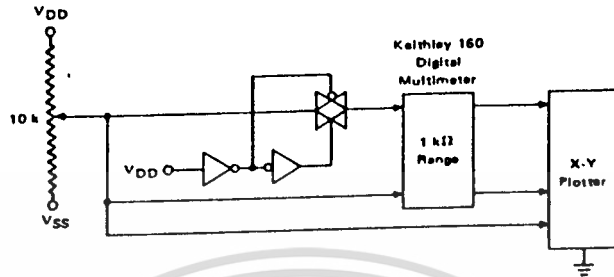 VDD
Keithley 160
Digital
Multimeter
10 k
1 kΩ
Range
X-Y
Plotter
VDD
VSS